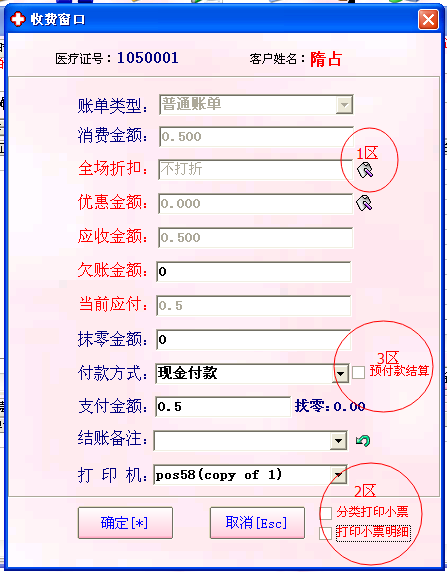 收费窗口
医疗证号：1050001 客户姓名：隋占
账单类型： 普通账单
消费金额： 0.500
1区
全场折扣： 不打折
优惠金额： 0.000
应收金额： 0.500
欠账金额： 0
当前应付： 0.5
抹零金额： 0
3区
付款方式： 现金付款 预付款结算
支付金额： 0.5 找零：0.00
结账备注：
打 印 机： pos58(copy of 1)
2区
分类打印小票
确定[*] 取消[Esc]
打印小票明细